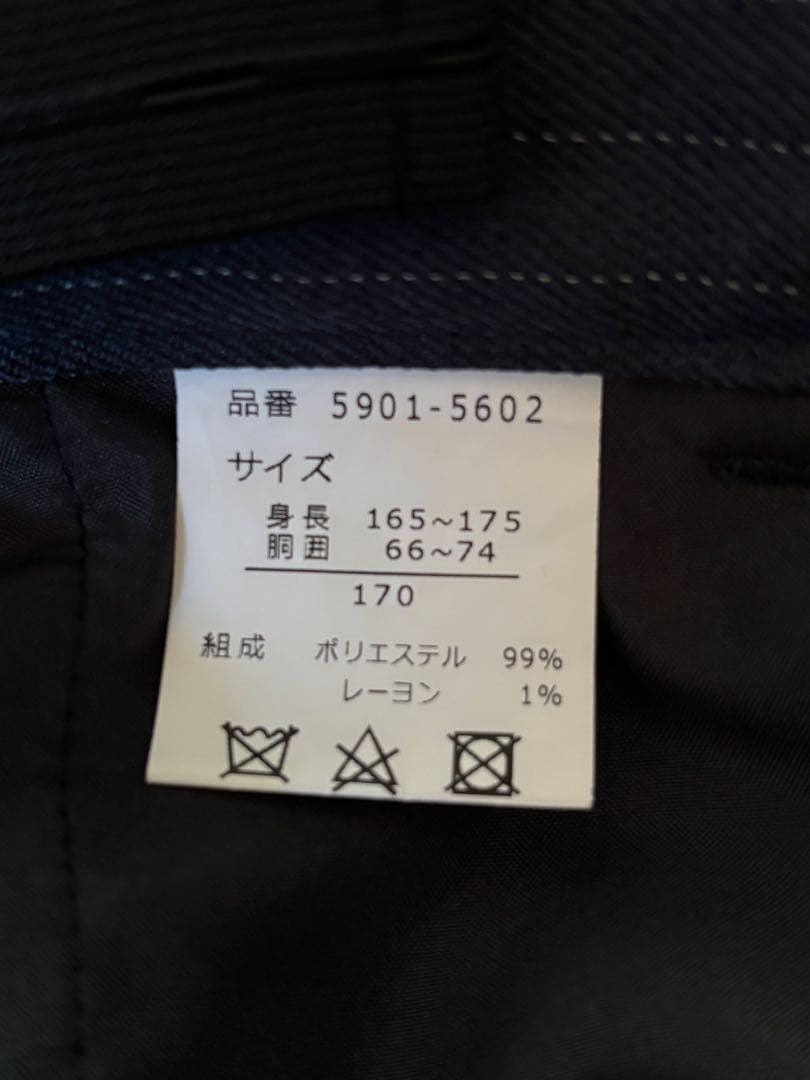 品番 5901-5602
サイズ
身長 165~175
胴囲 66~74
170
組成 ポリエステル 99%
レーヨン 1%